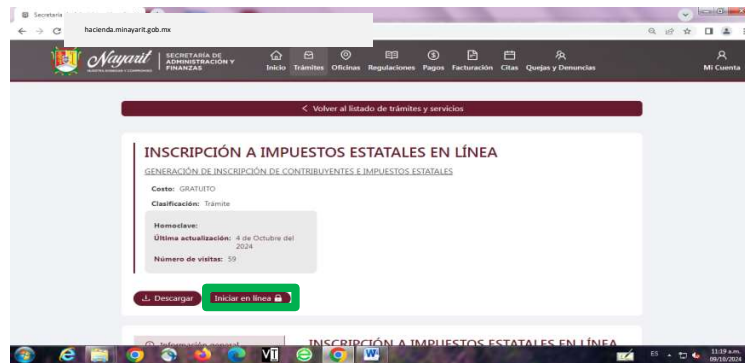 Secretaría
hacienda.minayarit.gob.mx
Nayarit
SECRETARÍA DE
ADMINISTRACIÓN Y
FINANZAS
Inicio Trámites Oficinas Regulaciones Pagos Facturación Citas Quejas y Denuncias
Mi Cuenta
< Volver al listado de trámites y servicios
INSCRIPCIÓN A IMPUESTOS ESTATALES EN LÍNEA
GENERACIÓN DE INSCRIPCIÓN DE CONTRIBUYENTES E IMPUESTOS ESTATALES
Costo: GRATUITO
Clasificación: Trámite
Homoclave:
Última actualización: 4 de Octubre del
2024
Número de visitas: 59
Descargar
Iniciar en línea
Información general
INSCRIPCIÓN A IMPUESTOS ESTATALES EN LÍNEA
ES
11:19 a.m.
09/10/2024